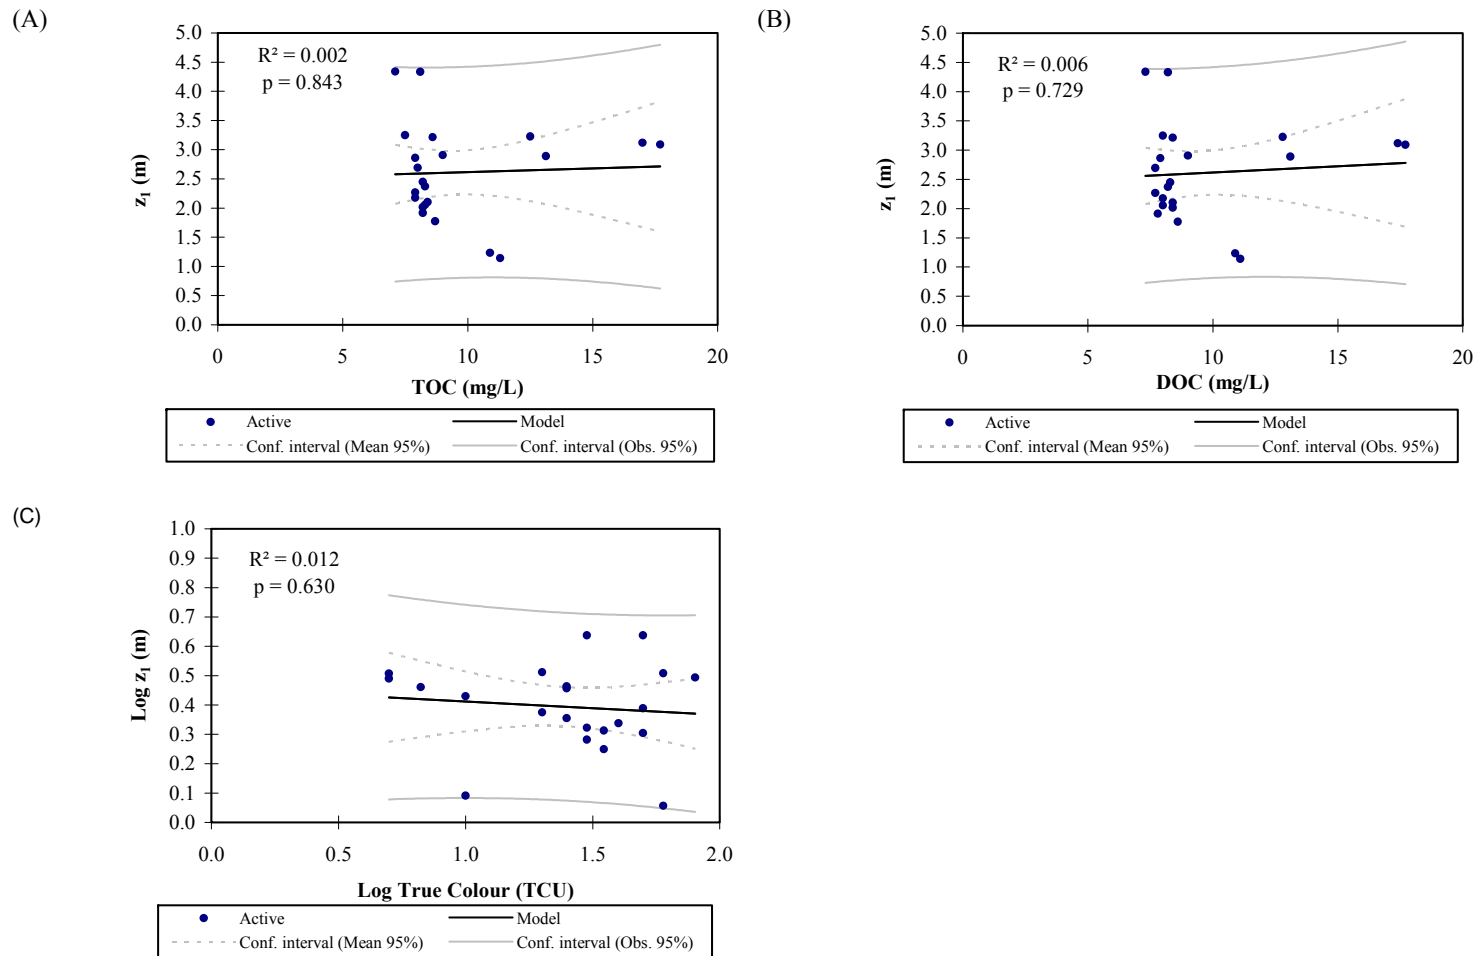 (A)
R² = 0.002
p = 0.843
5.0
4.5
4.0
3.5
3.0
2.5
2.0
1.5
1.0
0.5
0.0
z₁ (m)
0 5 10 15 20
TOC (mg/L)
Active Model
Conf. interval (Mean 95%) Conf. interval (Obs. 95%)
(B)
R² = 0.006
p = 0.729
5.0
4.5
4.0
3.5
3.0
2.5
2.0
1.5
1.0
0.5
0.0
z₁ (m)
0 5 10 15 20
DOC (mg/L)
Active Model
Conf. interval (Mean 95%) Conf. interval (Obs. 95%)
(C)
R² = 0.012
p = 0.630
1.0
0.9
0.8
0.7
0.6
0.5
0.4
0.3
0.2
0.1
0.0
Log z₁ (m)
0.0 0.5 1.0 1.5 2.0
Log True Colour (TCU)
Active Model
Conf. interval (Mean 95%) Conf. interval (Obs. 95%)